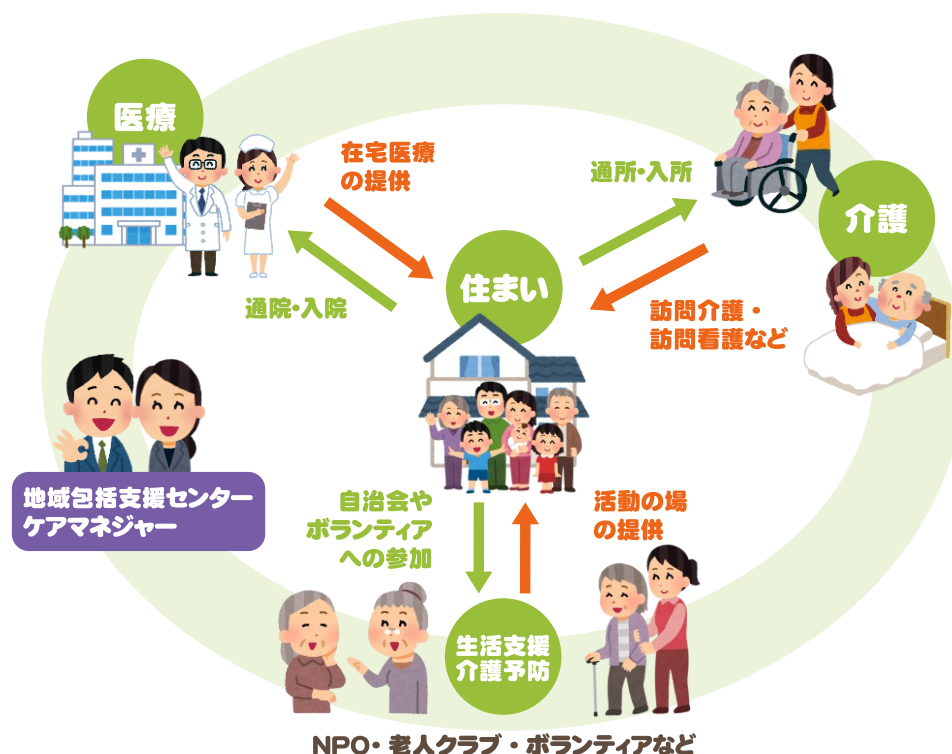 医療
在宅医療
の提供
通院・入院
通所・入所
介護
訪問介護・
訪問看護など
住まい
地域包括支援センター
ケアマネジャー
自治会や
ボランティア
への参加
活動の場
の提供
生活支援
介護予防
NPO・老人クラブ・ボランティアなど